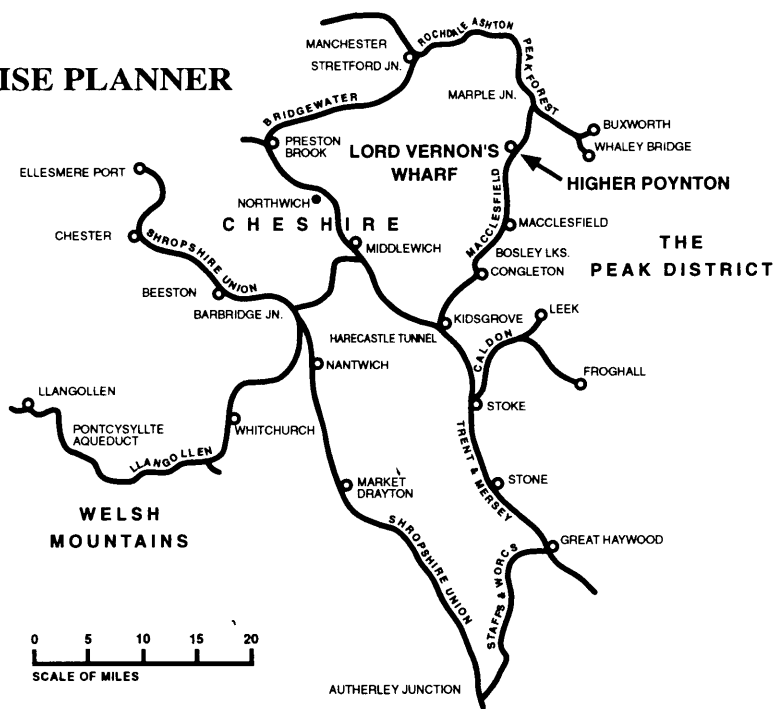 ISE PLANNER
MANCHESTER
STRETFORD JN.
ROCHDALE ASHTON
PEAK FOREST
MARPLE JN.
BUXWORTH
WHALEY BRIDGE
BRIDGEWATER
PRESTON
BROOK
LORD VERNON'S
WHARF
HIGHER POYNTON
ELLESMERE PORT
NORTHWICH
CHESHIRE
MACCLESFIELD
MACCLESFIELD
CHESTER
SHROPSHIRE UNION
MIDDLEWICH
BOSLEY LKS.
CONGLETON
THE
PEAK DISTRICT
BEESTON
BARBRIDGE JN.
KIDSGROVE
LEEK
HARECASTLE TUNNEL
CALDON
NANTWICH
FROGHALL
LLANGOLLEN
STOKE
PONTCYSYLLTE
AQUEDUCT
WHITCHURCH
LLANGOLLEN
TRENT & MERSEY
STONE
MARKET
DRAYTON
WELSH
MOUNTAINS
SHROPSHIRE UNION
GREAT HAYWOOD
STAFFS & WORCS
0 5 10 15 20
SCALE OF MILES
AUTHERLEY JUNCTION